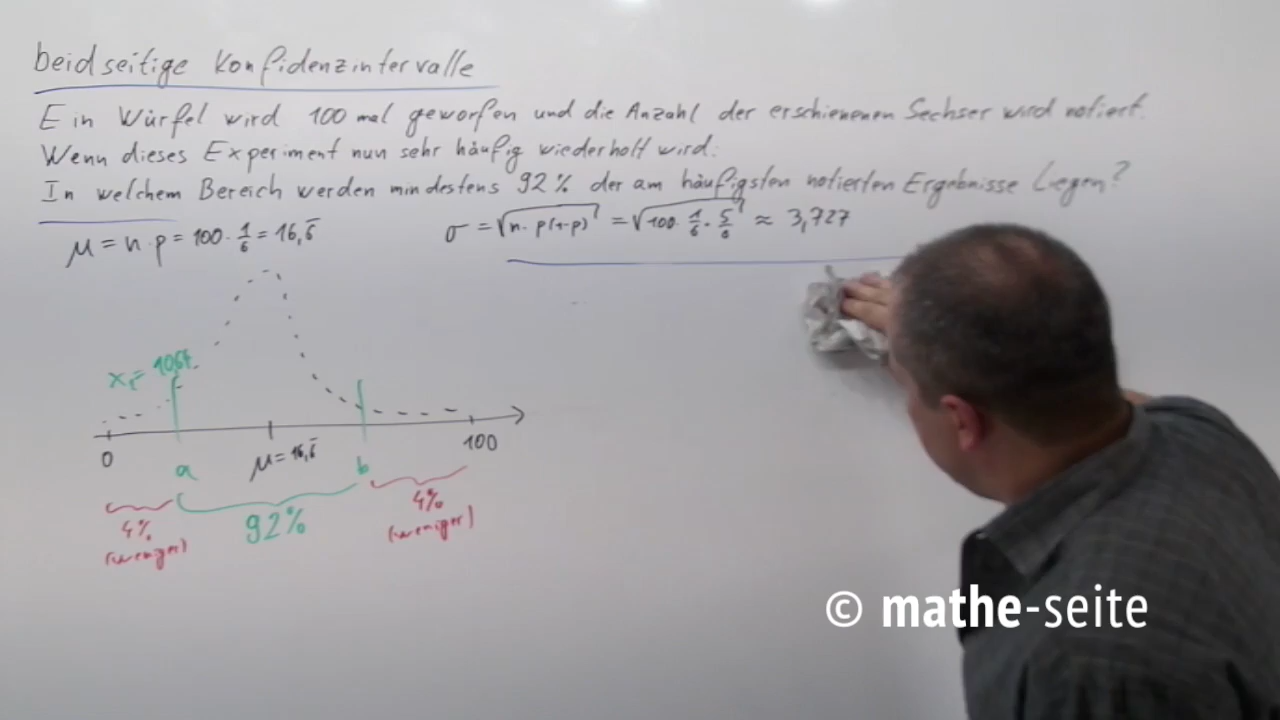 beidseitige Konfidenzintervalle
Ein Würfel wird 100 mal geworfen und die Anzahl der erschienenen Sechser wird notiert.
Wenn dieses Experiment nun sehr häufig wiederholt wird:
In welchem Bereich werden mindestens 92% der am häufigsten notierten Ergebnisse liegen?
μ = n·p = 100·1/6 = 16,6̅ σ = √(n·p(1-p)) = √(100·1/6·5/6) ≈ 3,727
0 μ=16,6̅ 100
a b
4% 92% 4%
(weniger) (weniger)
© mathe-seite